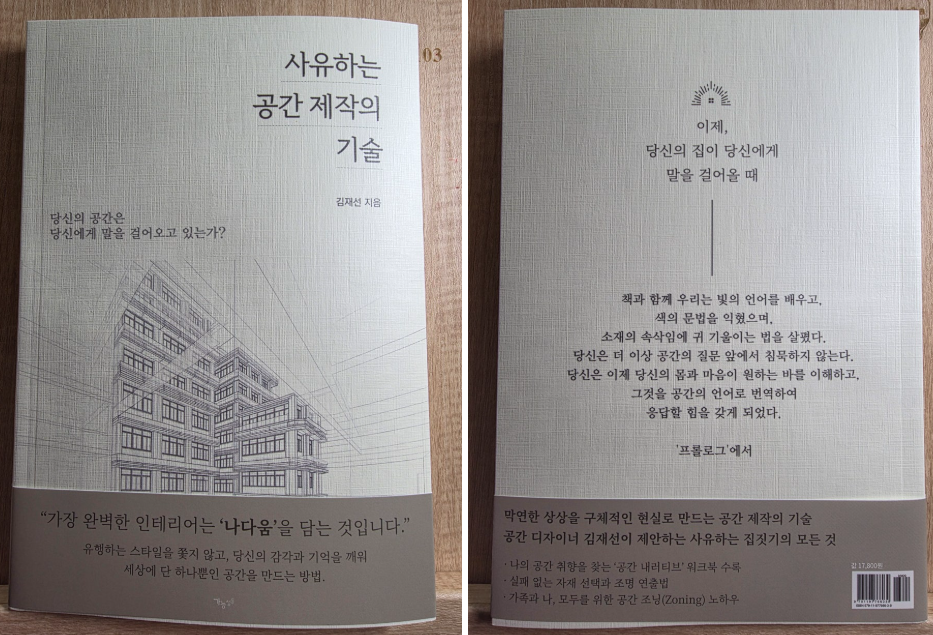 03
사유하는
공간 제작의
기술
김재선 지음
당신의 공간은
당신에게 말을 걸어오고 있는가?
“가장 완벽한 인테리어는 ‘나다움’을 담는 것입니다.”
유행하는 스타일을 쫓지 않고, 당신의 감각과 기억을 깨워
세상에 단 하나뿐인 공간을 만드는 방법.
이제,
당신의 집이 당신에게
말을 걸어올 때
책과 함께 우리는 빛의 언어를 배우고,
색의 문법을 익혔으며,
소재의 속삭임에 귀 기울이는 법을 살폈다.
당신은 더 이상 공간의 질문 앞에서 침묵하지 않는다.
당신은 이제 당신의 몸과 마음이 원하는 바를 이해하고,
그것을 공간의 언어로 번역하여
응답할 힘을 갖게 되었다.
'프롤로그'에서
막연한 상상을 구체적인 현실로 만드는 공간 제작의 기술
공간 디자이너 김재선이 제안하는 사유하는 집짓기의 모든 것
· 나의 공간 취향을 찾는 '공간 내러티브' 워크북 수록
· 실패 없는 자재 선택과 조명 연출법
· 가족과 나, 모두를 위한 공간 조닝(Zoning) 노하우
값 17,800원